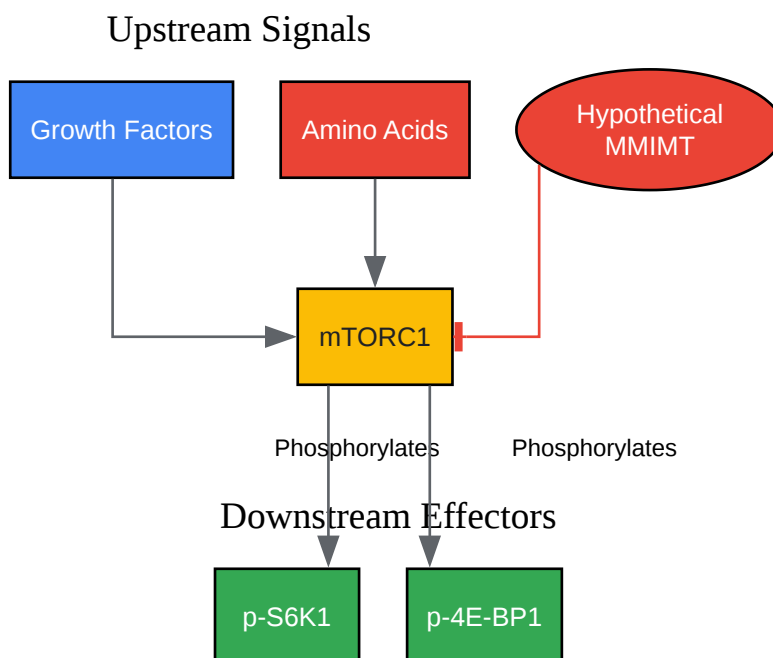 Upstream Signals
Growth Factors
Amino Acids
Hypothetical
MMIMT
mTORC1
Phosphorylates
Phosphorylates
Downstream Effectors
p-S6K1
p-4E-BP1